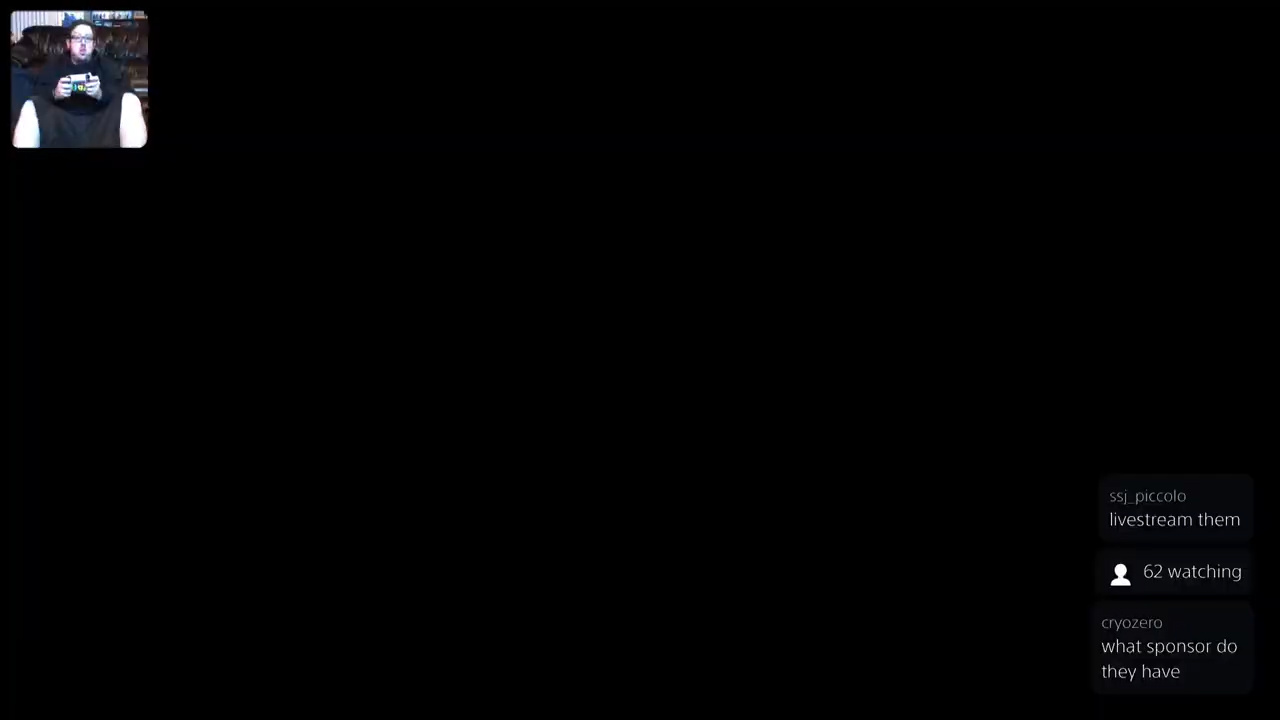 ssj_piccolo
livestream them
62 watching
cryozero
what sponsor do
they have